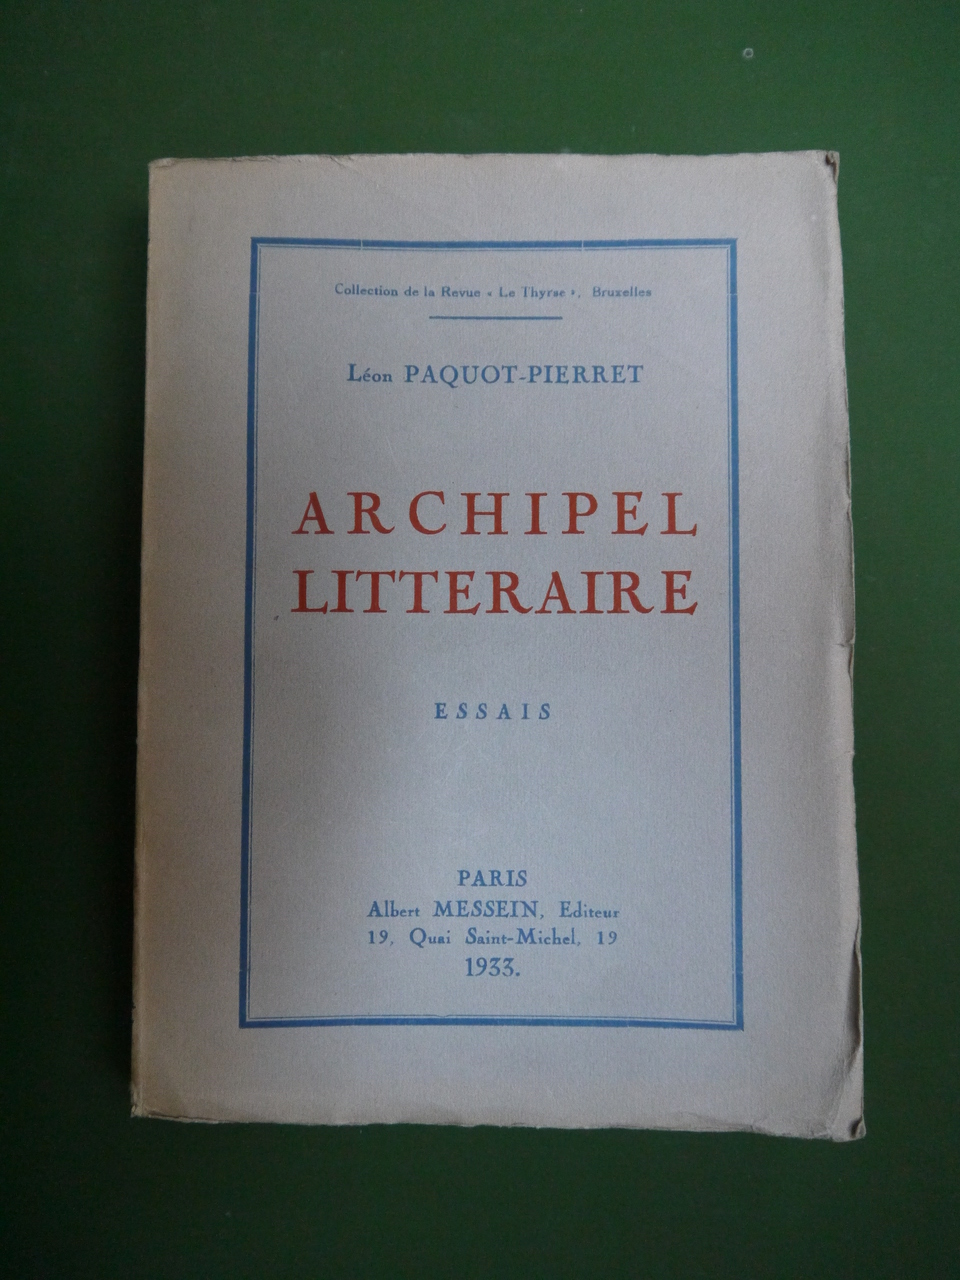 Collection de la Revue « Le Thyrse », Bruxelles
Léon PAQUOT-PIERRET
ARCHIPEL
LITTERAIRE
ESSAIS
PARIS
Albert MESSEIN, Editeur
19, Quai Saint-Michel, 19
1933.